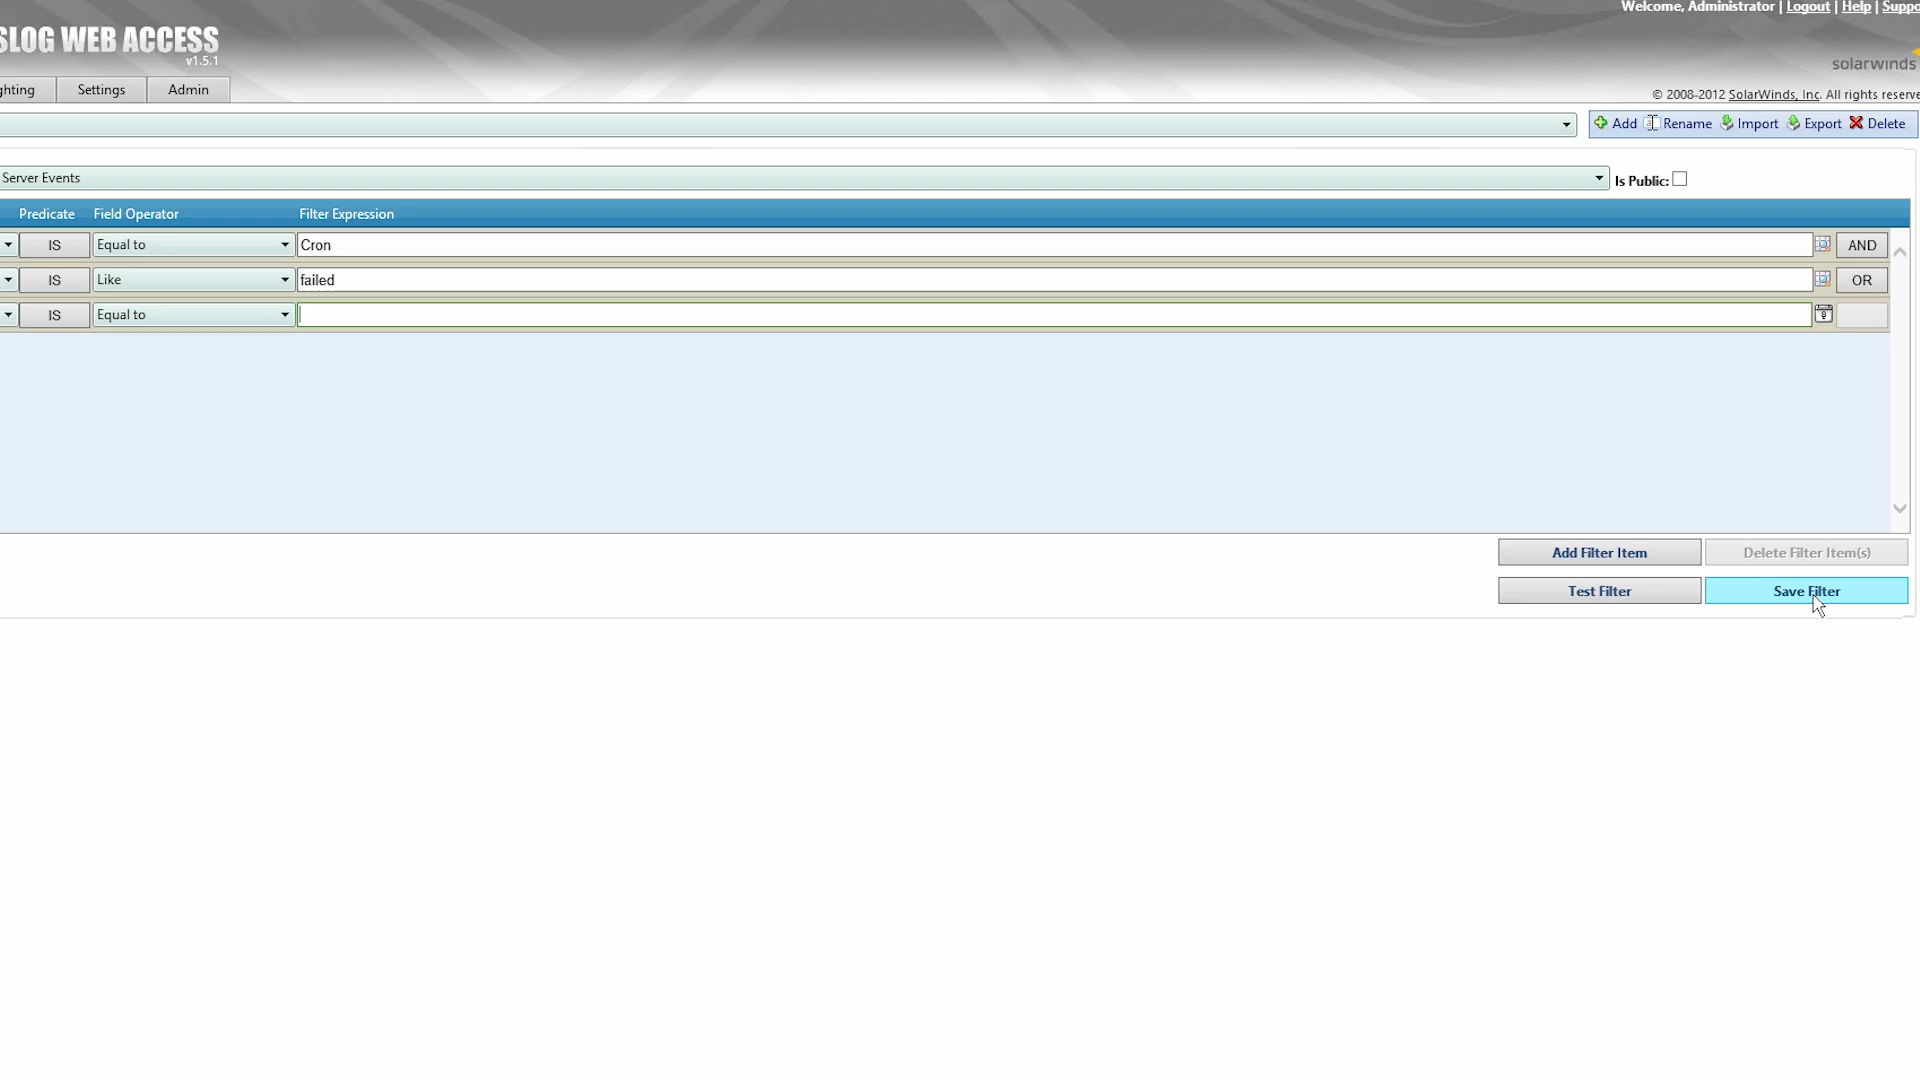 Welcome, Administrator | Logout | Help | Suppo
SLOG WEB ACCESS
v1.5.1
solarwinds
ghting Settings Admin
© 2008-2012 SolarWinds, Inc. All rights reserve
Add Rename Import Export Delete
Server Events
Is Public:
Predicate Field Operator Filter Expression
IS Equal to Cron AND
IS Like failed OR
IS Equal to
Add Filter Item Delete Filter Item(s)
Test Filter Save Filter